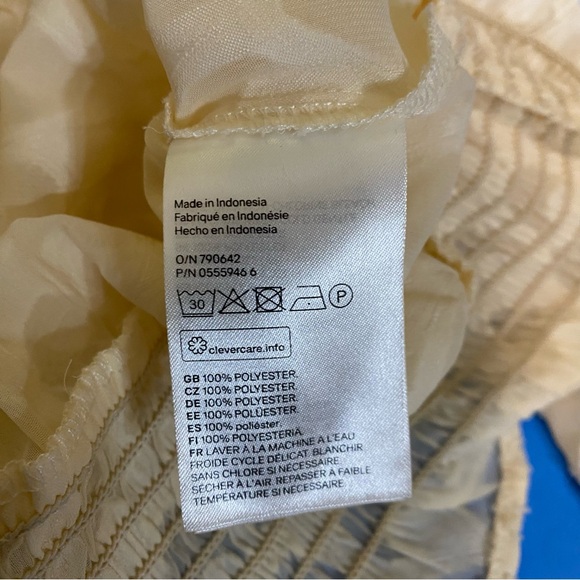 Made in Indonesia
Fabriqué en Indonésie
Hecho en Indonesia
O/N 790642
P/N 0555946 6
30 P
clevercare.info
GB 100% POLYESTER.
CZ 100% POLYESTER.
DE 100% POLYESTER.
EE 100% POLÜESTER.
ES 100% poliéster.
FI 100% POLYESTERIA.
FR LAVER A LA MACHINE A L'EAU
FROIDE CYCLE DÉLICAT. BLANCHIR
SANS CHLORE SI NÉCESSAIRE.
SÉCHER À L'AIR. REPASSER À FAIBLE
TEMPÉRATURE SI NÉCESSAIRE.